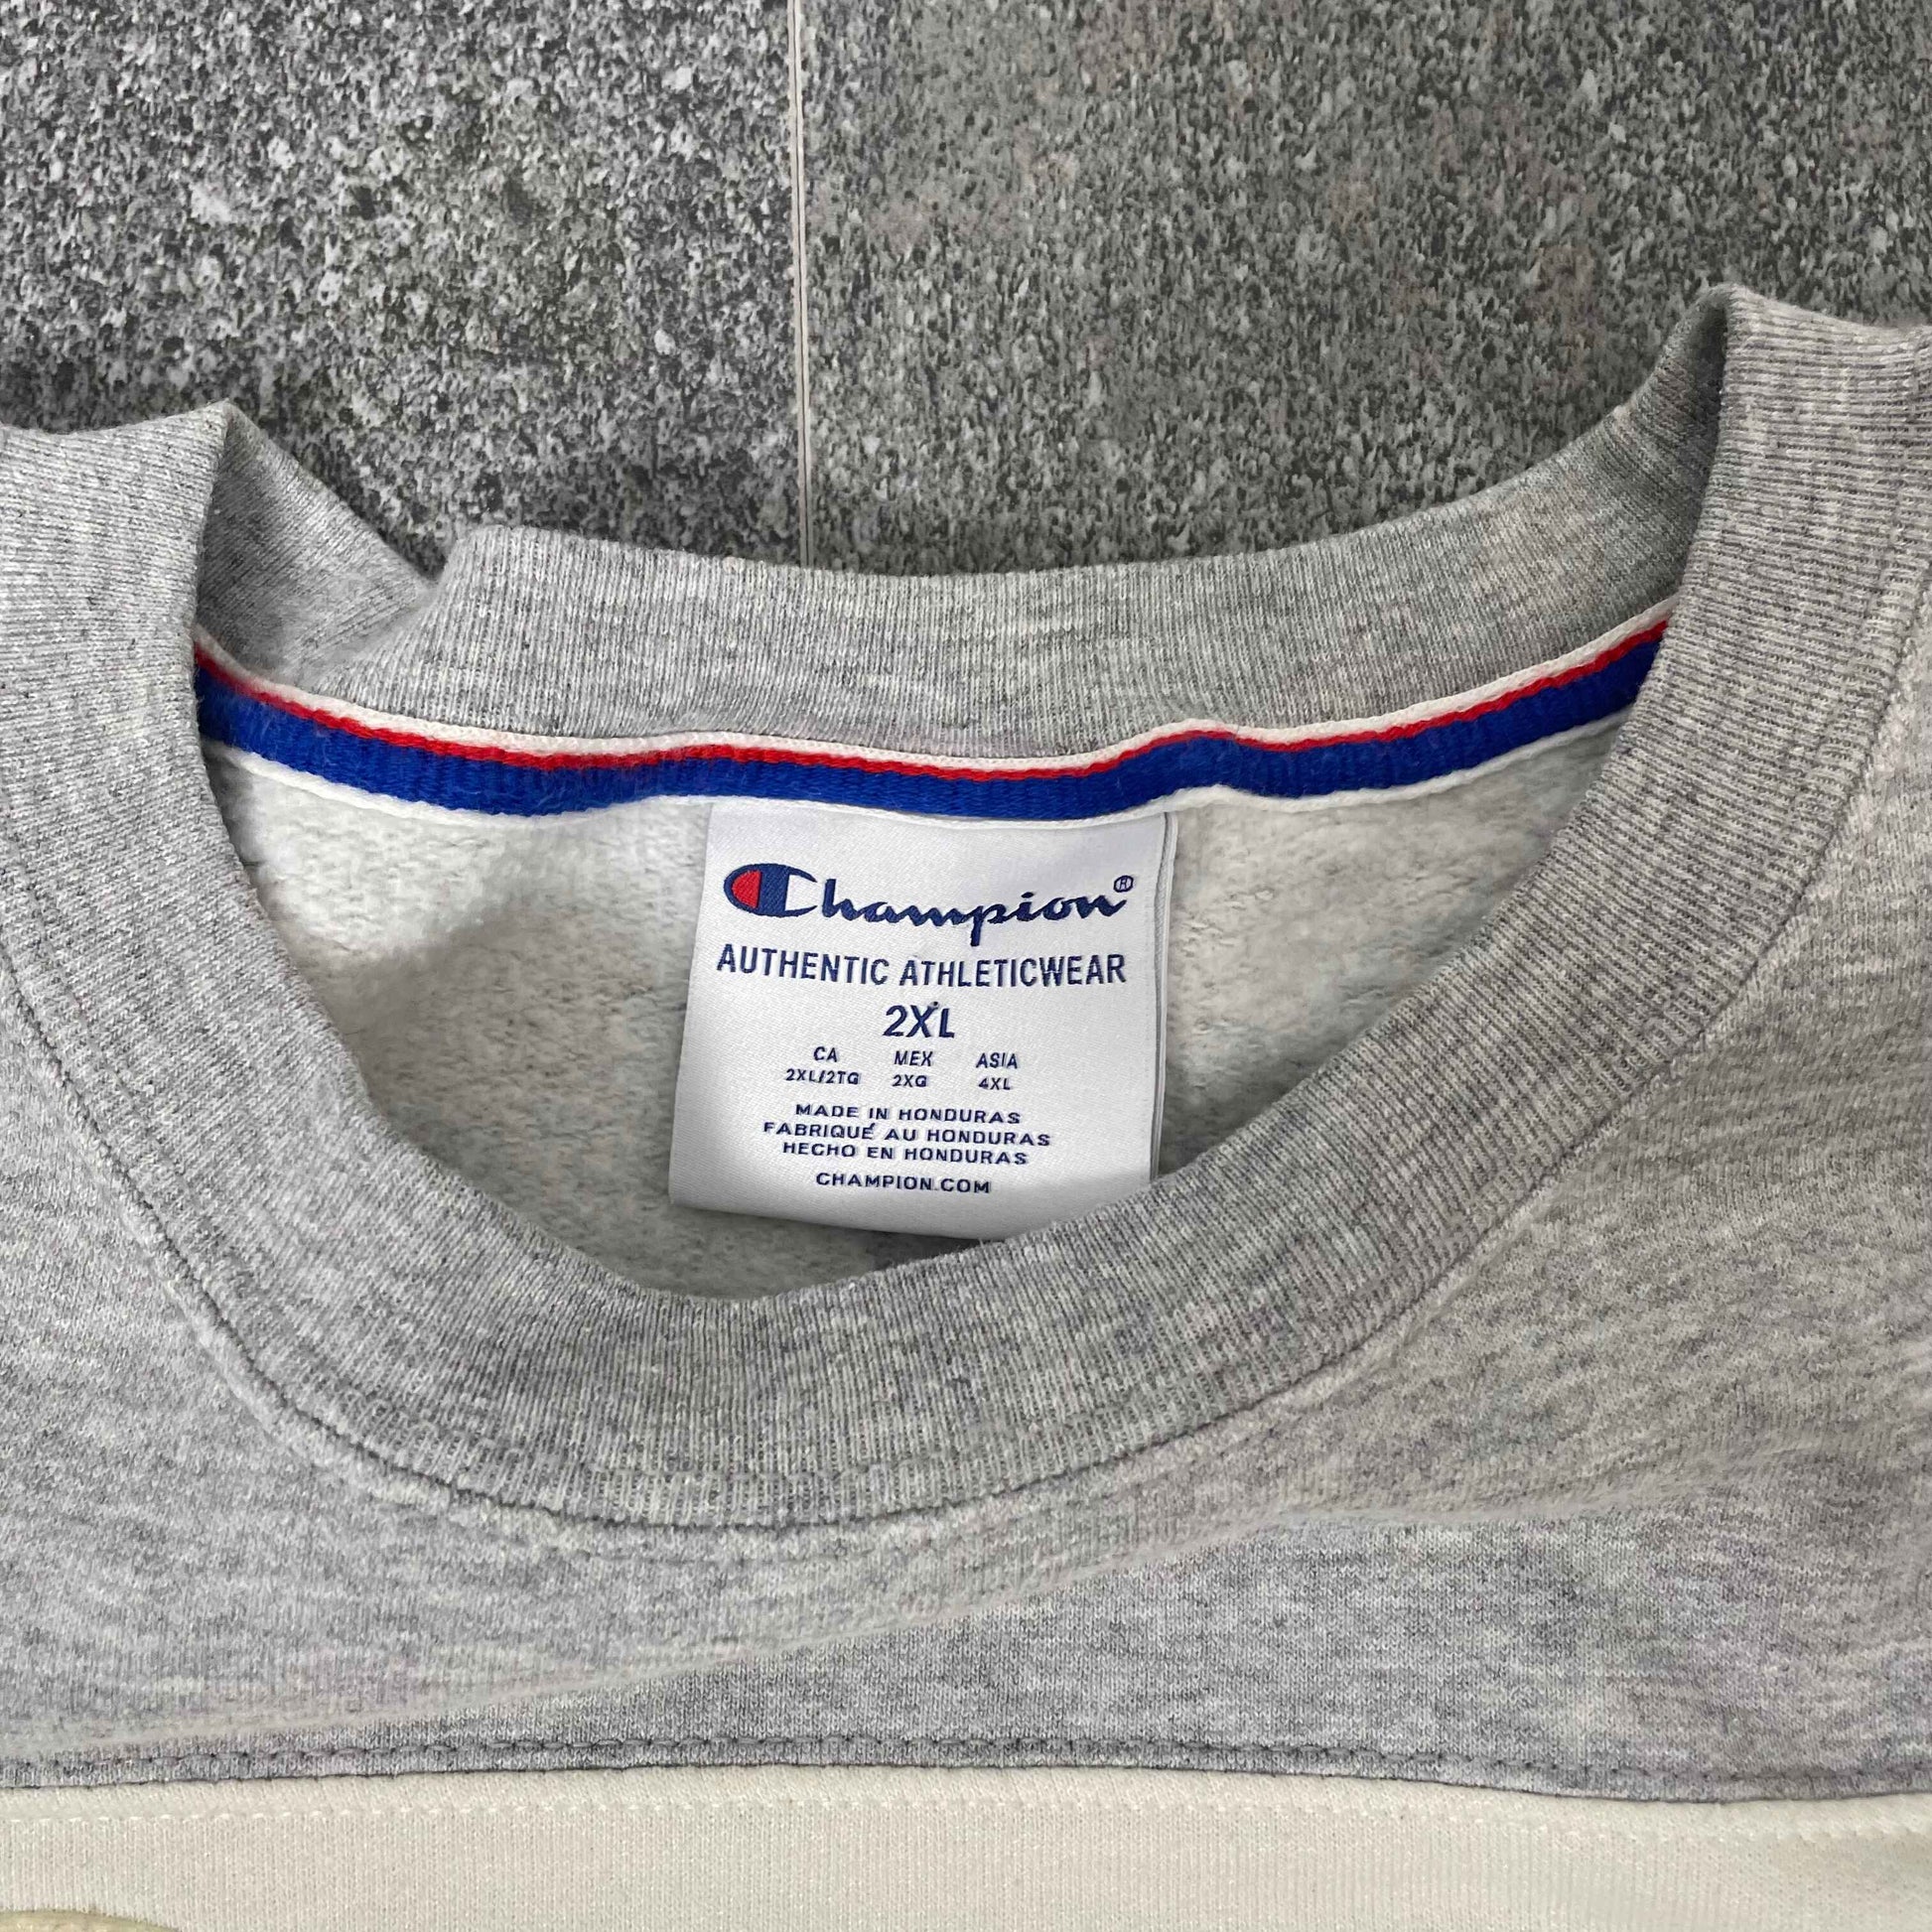 Champion®
AUTHENTIC ATHLETICWEAR
2XL
CA MEX ASIA
2XL/2TG 2XG 4XL
MADE IN HONDURAS
FABRIQUÉ AU HONDURAS
HECHO EN HONDURAS
CHAMPION.COM